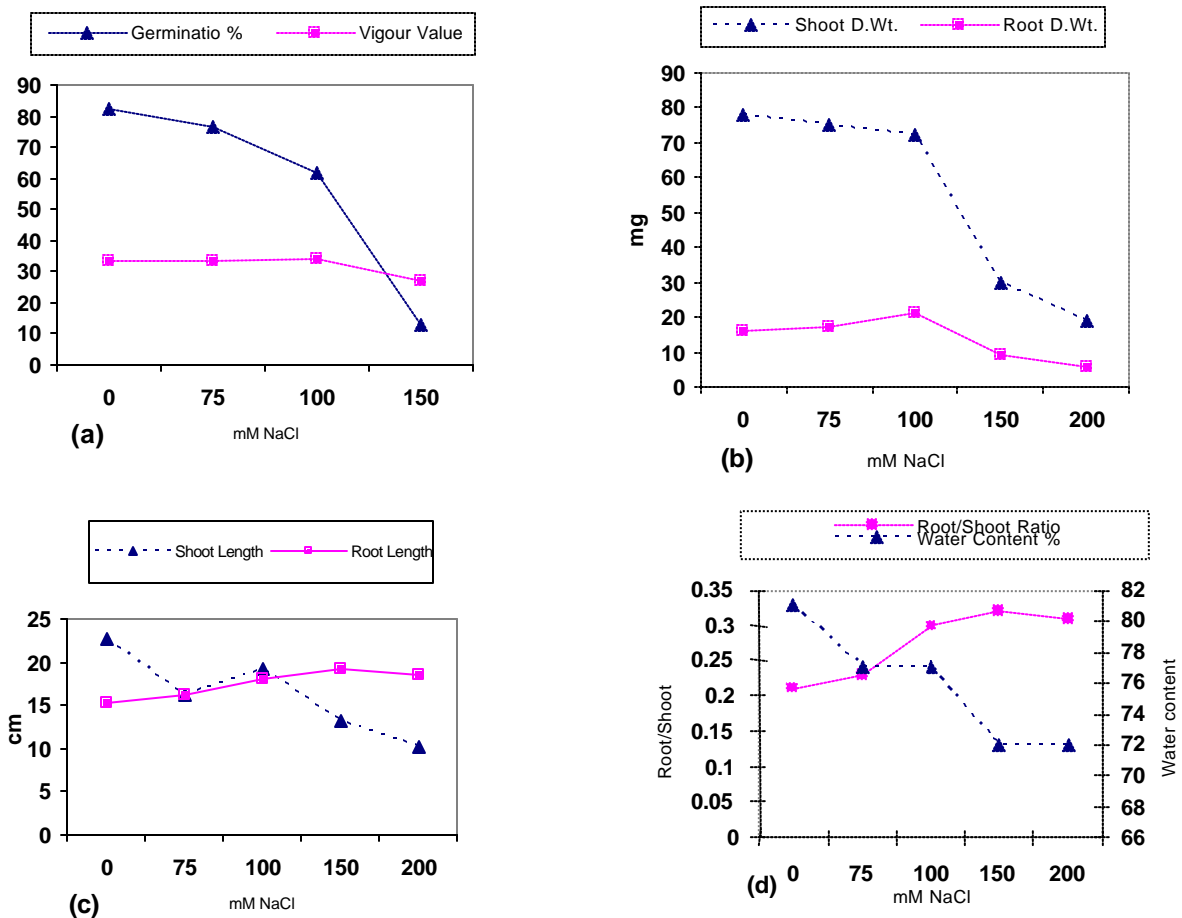 Germinatio % Vigour Value
90
80
70
60
50
40
30
20
10
0
0 75 100 150
mM NaCl
(a)
Shoot D.Wt. Root D.Wt.
90
80
70
60
50
40
30
20
10
0
mg
0 75 100 150 200
mM NaCl
(b)
Shoot Length Root Length
25
20
15
10
5
0
cm
0 75 100 150 200
mM NaCl
(c)
Root/Shoot Ratio
Water Content %
0.35
0.3
0.25
0.2
0.15
0.1
0.05
0
Root/Shoot
82
80
78
76
74
72
70
68
66
Water content
0 75 100 150 200
mM NaCl
(d)